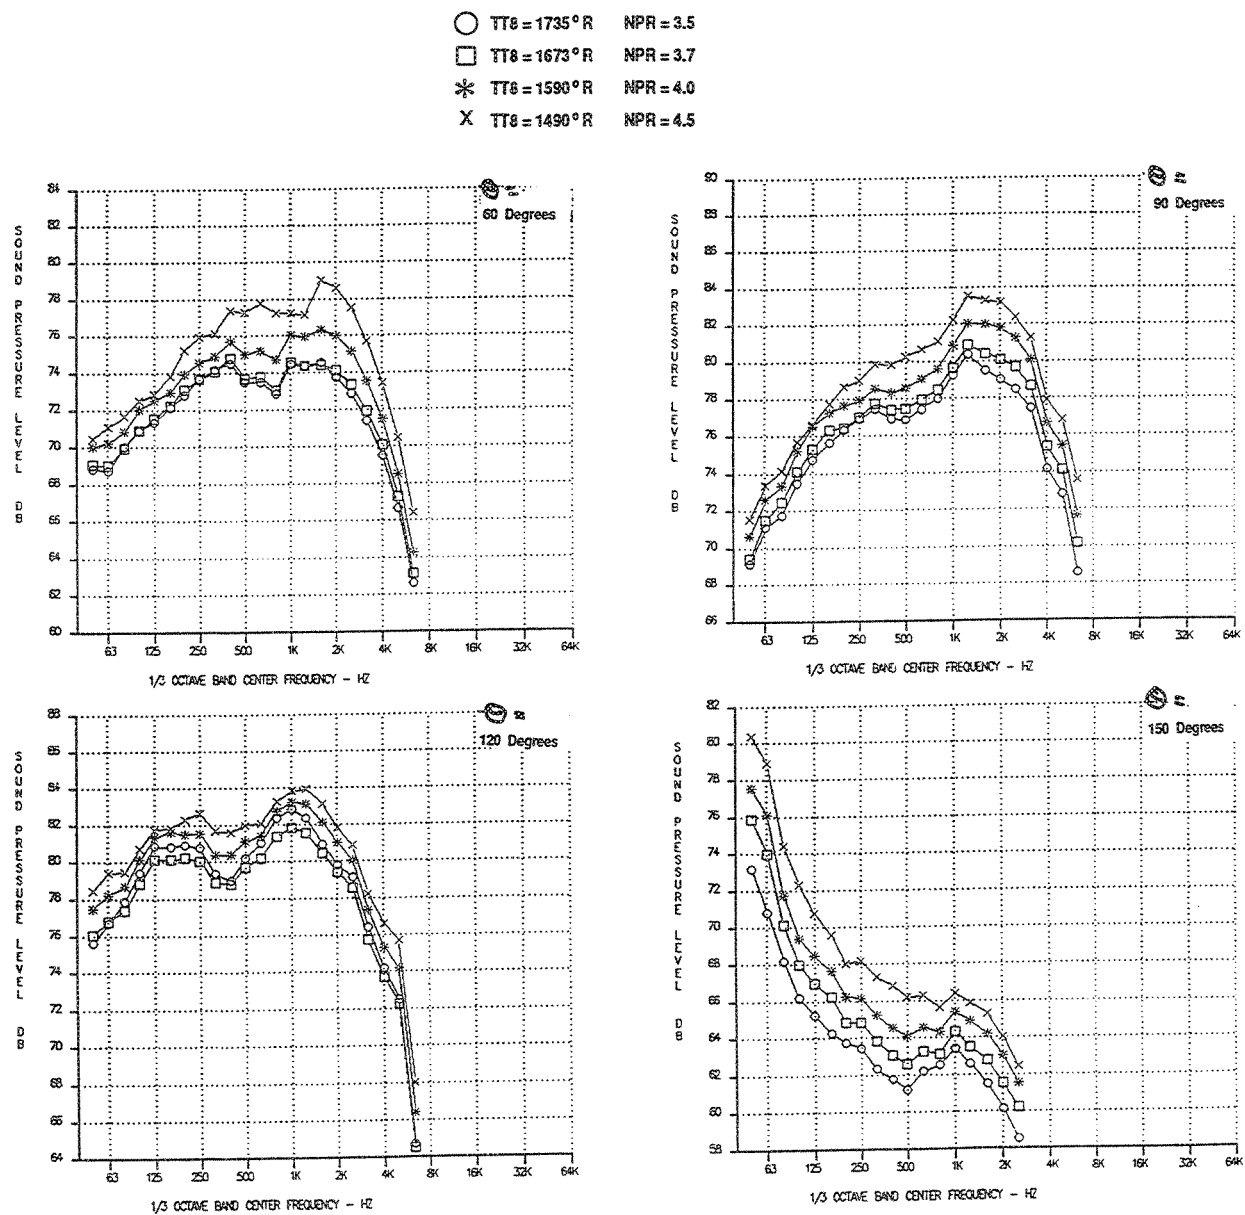 TT8 = 1735° R NPR = 3.5
TT8 = 1673° R NPR = 3.7
TT8 = 1590° R NPR = 4.0
TT8 = 1490° R NPR = 4.5
60 Degrees
SOUND PRESSURE LEVEL DB
84
82
80
78
76
74
72
70
68
66
64
62
60
63 125 250 500 1K 2K 4K 8K 16K 32K 64K
1/3 OCTAVE BAND CENTER FREQUENCY - HZ
90 Degrees
SOUND PRESSURE LEVEL DB
90
88
86
84
82
80
78
76
74
72
70
68
66
63 125 250 500 1K 2K 4K 8K 16K 32K 64K
1/3 OCTAVE BAND CENTER FREQUENCY - HZ
120 Degrees
SOUND PRESSURE LEVEL DB
88
86
84
82
80
78
76
74
72
70
68
66
64
63 125 250 500 1K 2K 4K 8K 16K 32K 64K
1/3 OCTAVE BAND CENTER FREQUENCY - HZ
150 Degrees
SOUND PRESSURE LEVEL DB
82
80
78
76
74
72
70
68
66
64
62
60
58
63 125 250 500 1K 2K 4K 8K 16K 32K 64K
1/3 OCTAVE BAND CENTER FREQUENCY - HZ